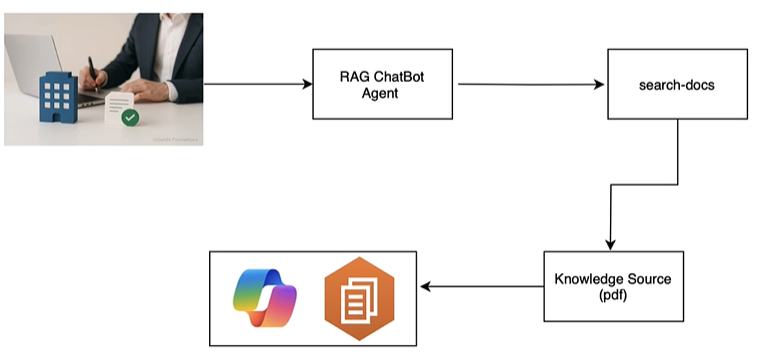 RAG ChatBot
Agent
search-docs
Knowledge Source
(pdf)